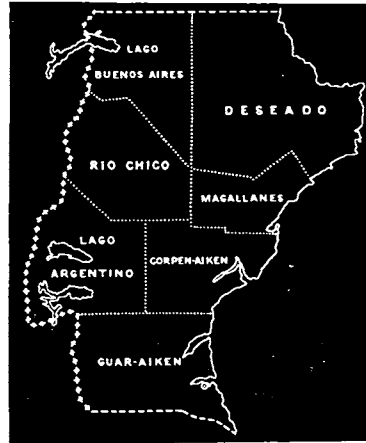 LAGO
BUENOS AIRES
DESEADO
RIO CHICO
MAGALLANES
LAGO
ARGENTINO
CORPEN-AIKEN
GUAR-AIKEN